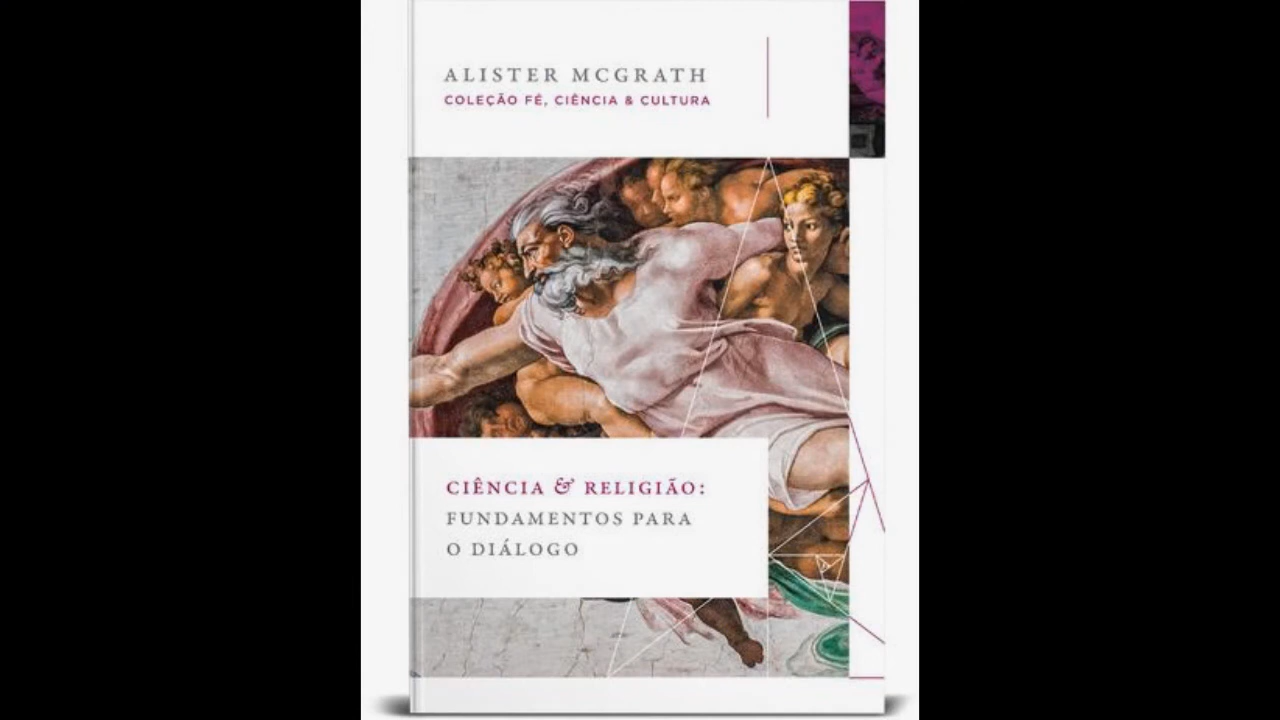 ALISTER MCGRATH
COLEÇÃO FÉ, CIÊNCIA & CULTURA
CIÊNCIA & RELIGIÃO:
FUNDAMENTOS PARA
O DIÁLOGO